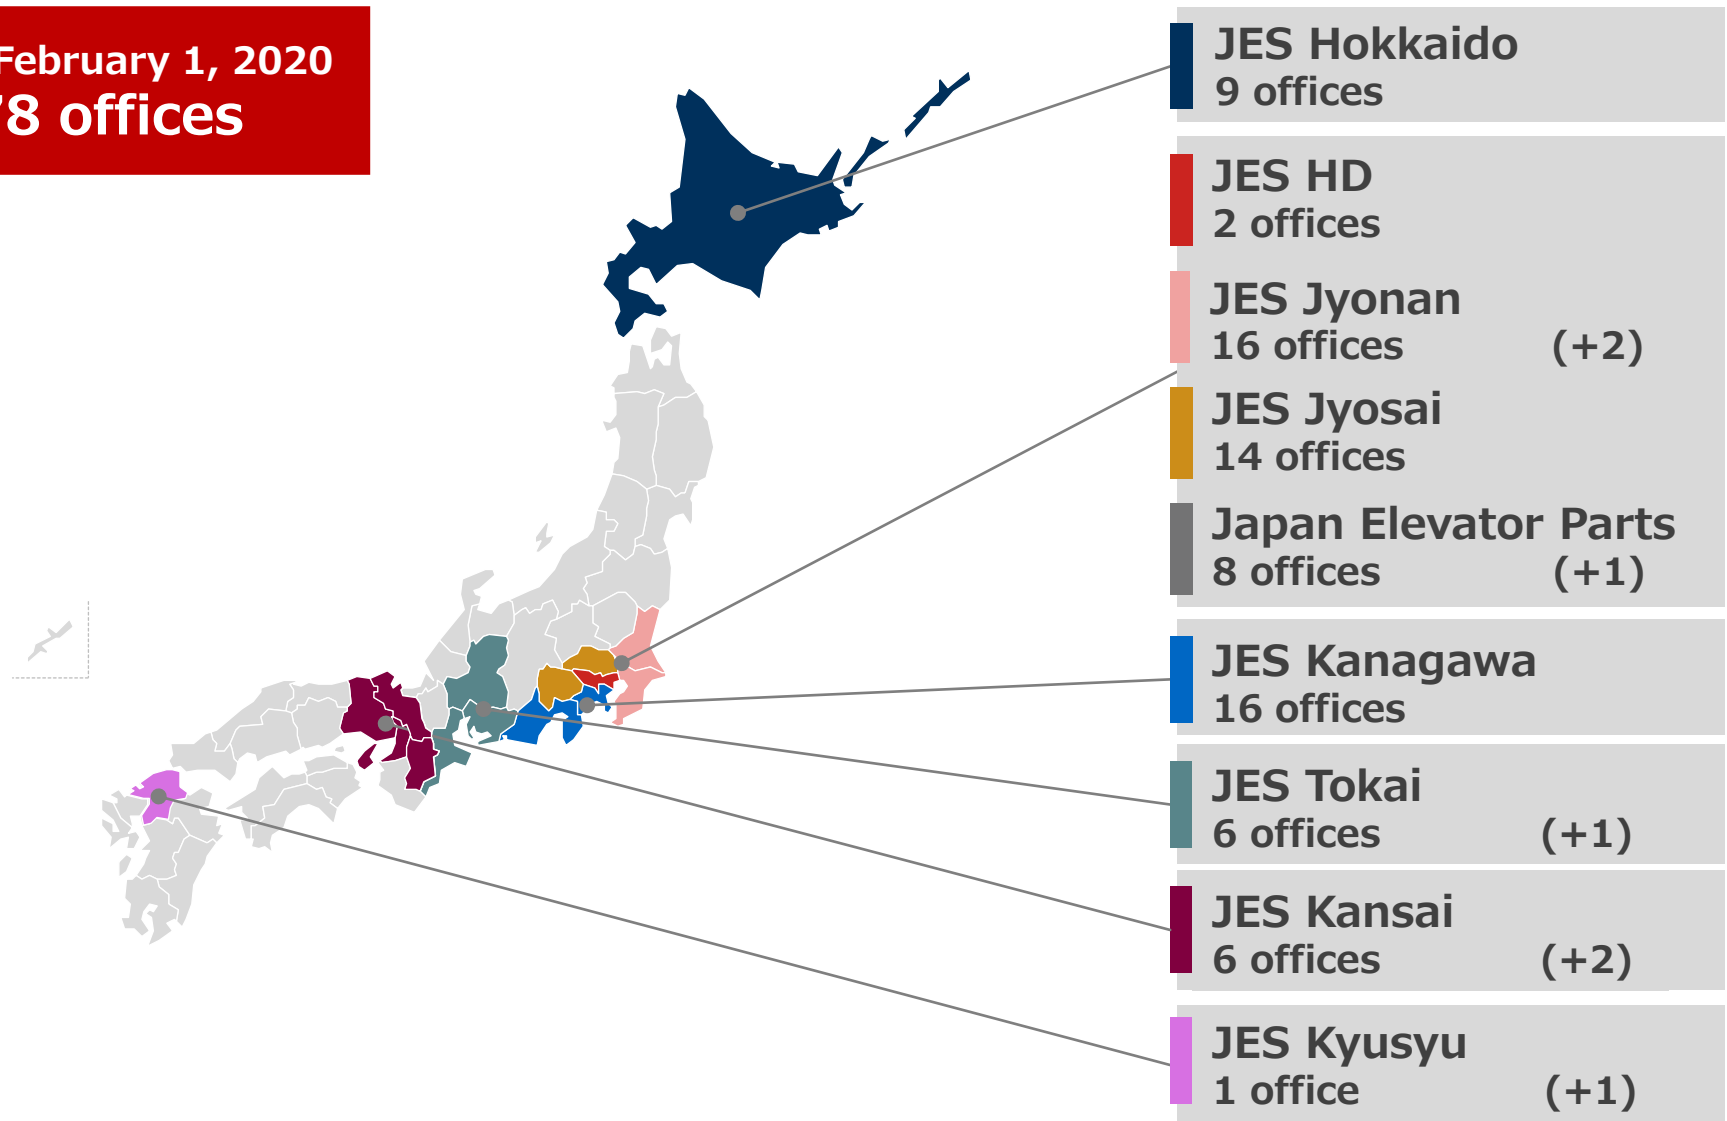 February 1, 2020
78 offices
JES Hokkaido
9 offices
JES HD
2 offices
JES Jyonan
16 offices (+2)
JES Jyosai
14 offices
Japan Elevator Parts
8 offices (+1)
JES Kanagawa
16 offices
JES Tokai
6 offices (+1)
JES Kansai
6 offices (+2)
JES Kyusyu
1 office (+1)